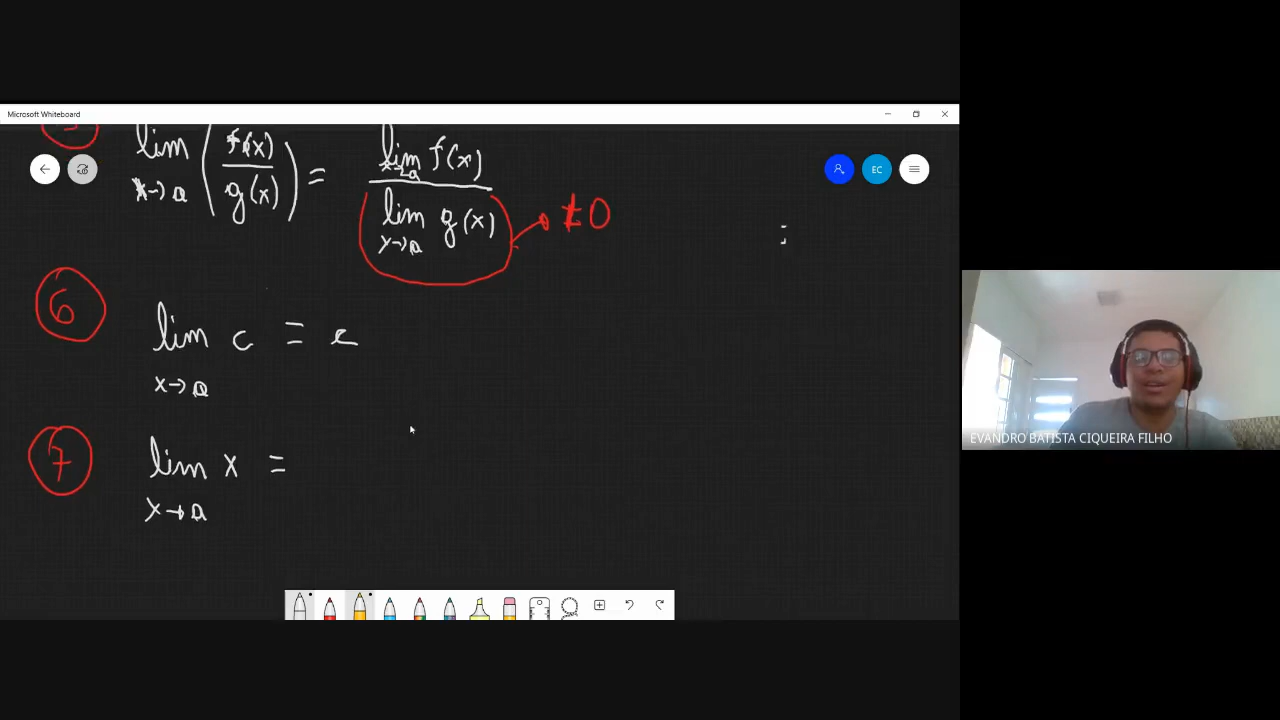 Microsoft Whiteboard
lim x→a (f(x)/g(x)) = lim x→a f(x) / lim x→a g(x) ≠ 0
EC
6 lim x→a c = c
7 lim x→a x =
EVANDRO BATISTA CIQUEIRA FILHO